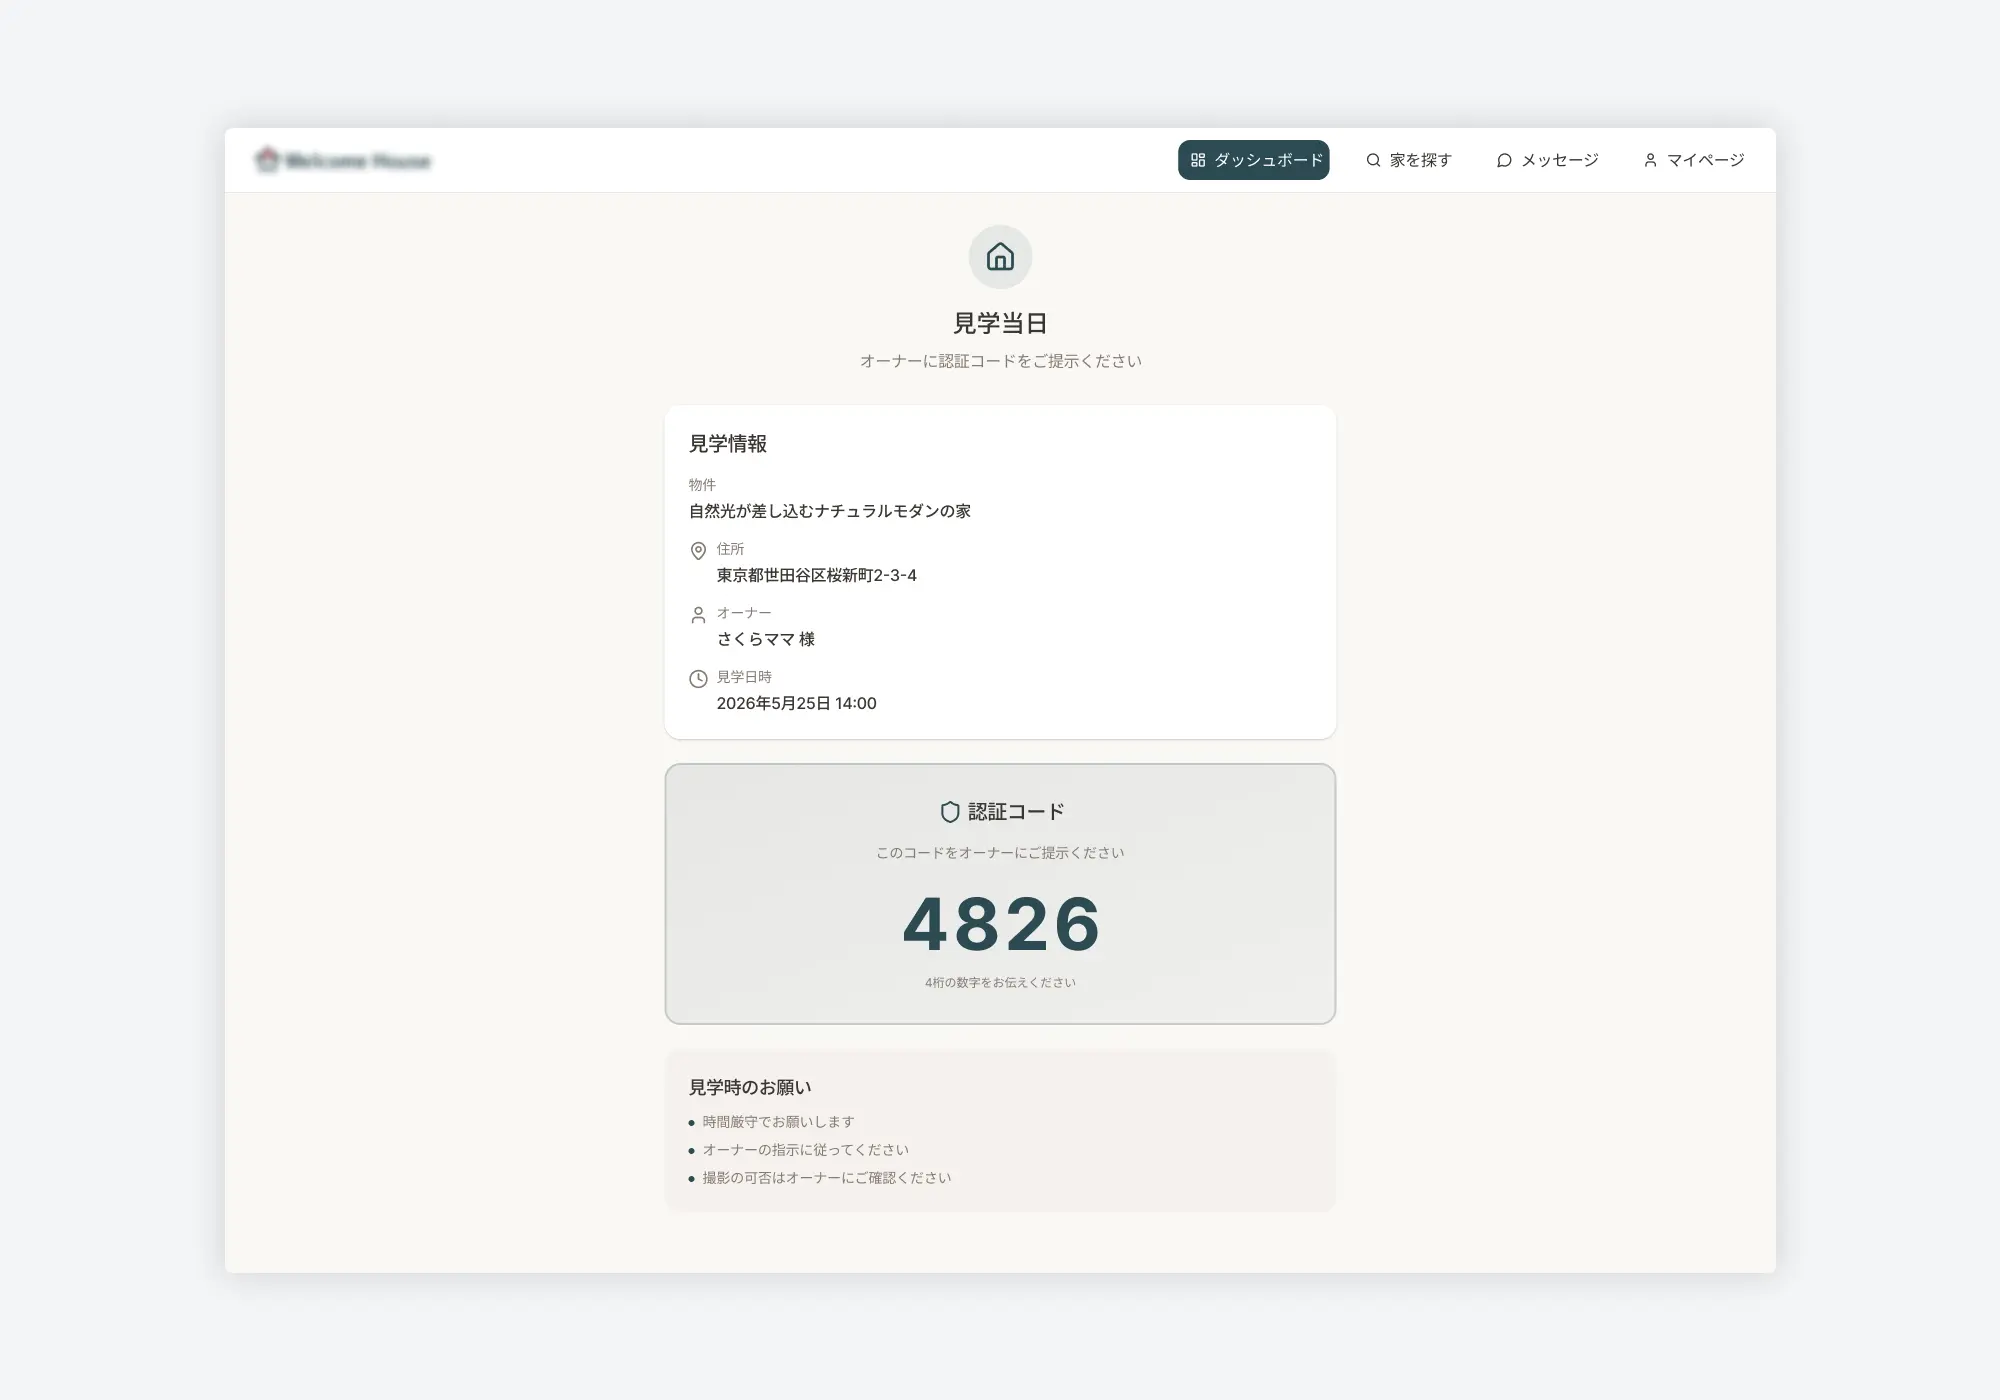 Welcome House
ダッシュボード
家を探す
メッセージ
マイページ
見学当日
オーナーに認証コードをご提示ください
見学情報
物件
自然光が差し込むナチュラルモダンの家
住所
東京都世田谷区桜新町2-3-4
オーナー
さくらママ 様
見学日時
2026年5月25日 14:00
認証コード
このコードをオーナーにご提示ください
4826
4桁の数字をお伝えください
見学時のお願い
時間厳守でお願いします
オーナーの指示に従ってください
撮影の可否はオーナーにご確認ください